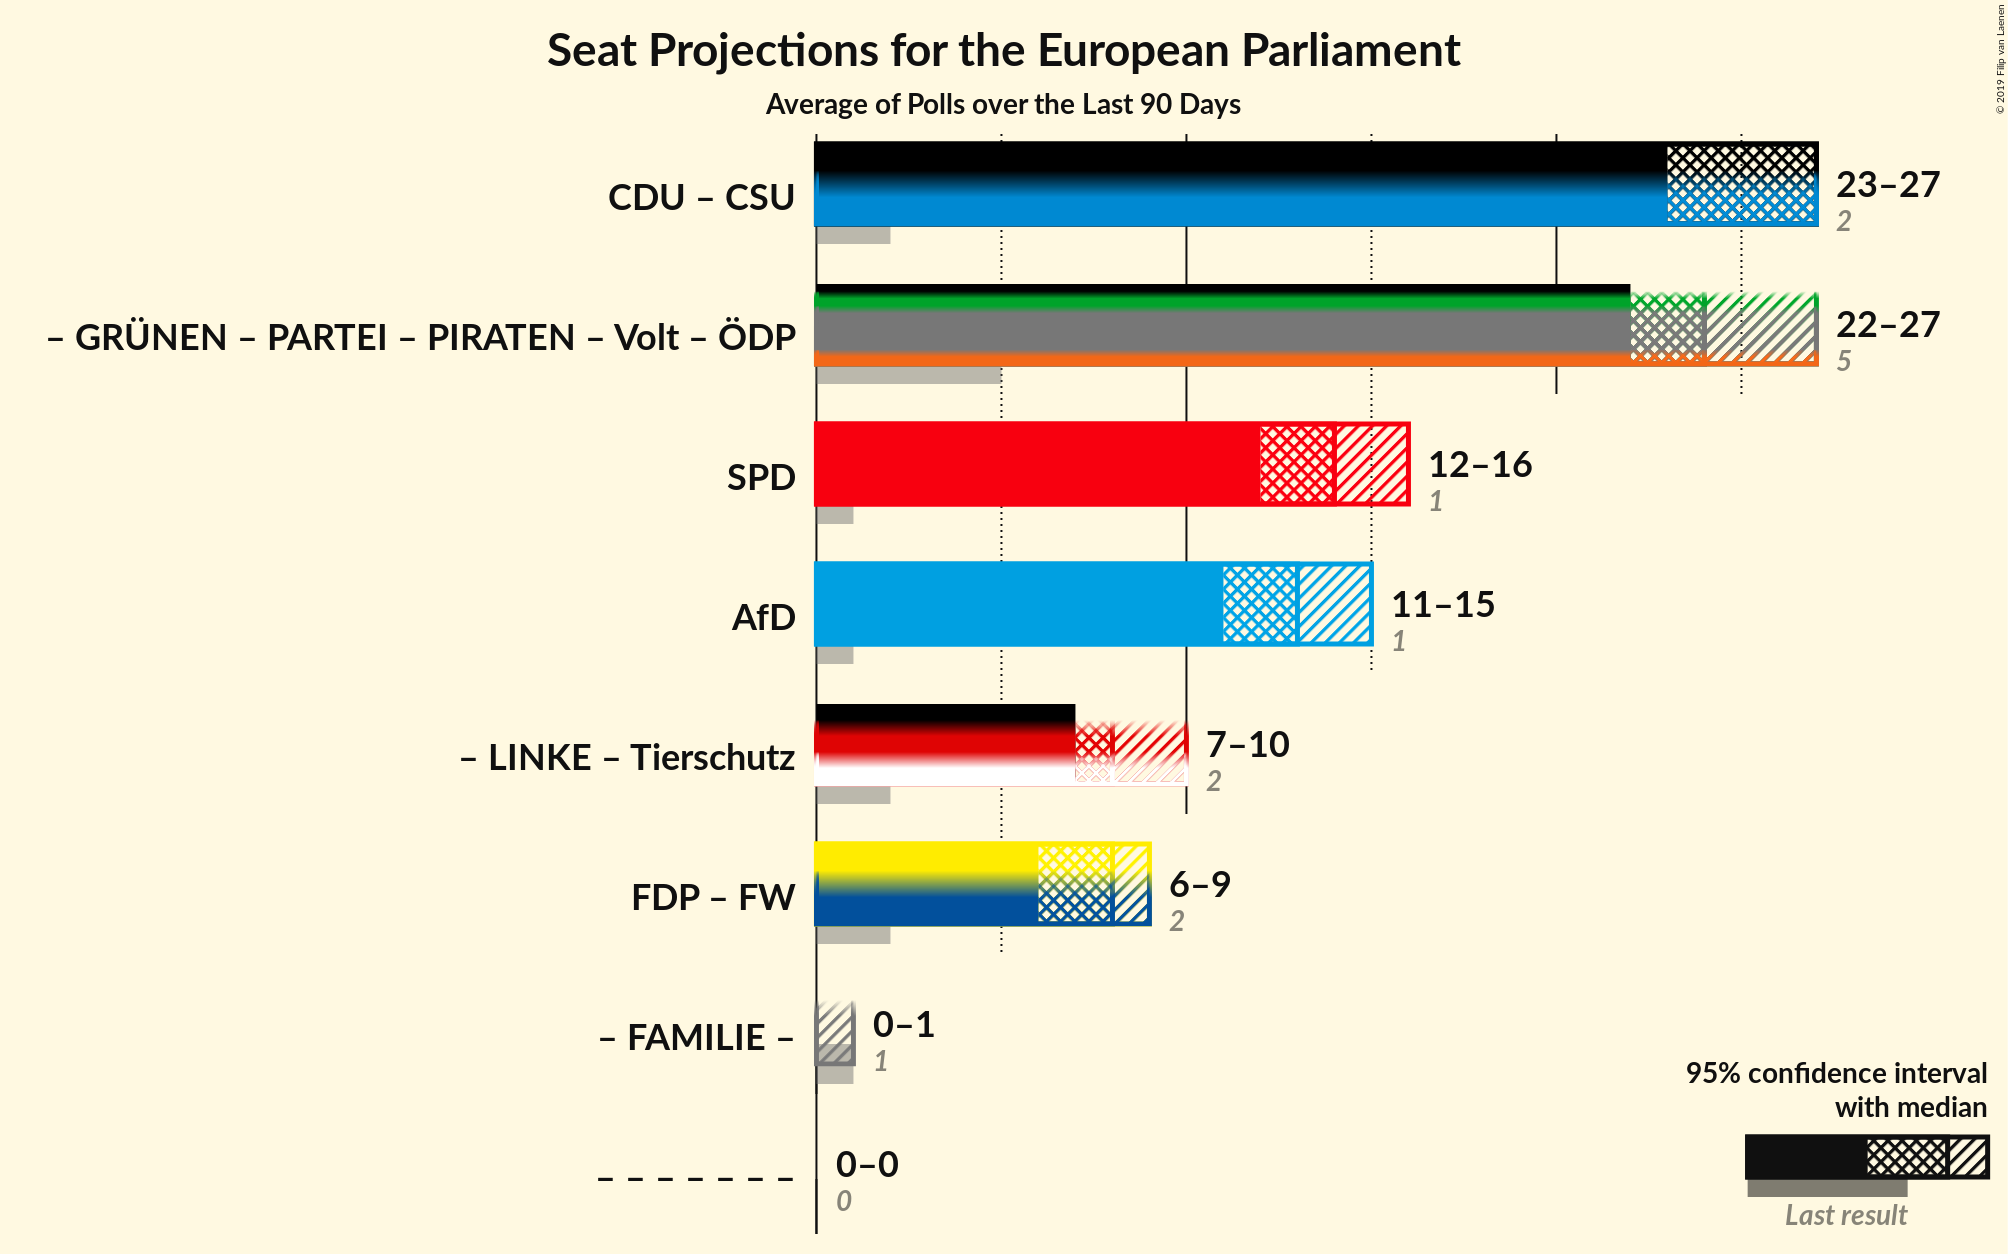 Seat Projections for the European Parliament
Average of Polls over the Last 90 Days
© 2019 Filip van Laenen
CDU – CSU
23–27
2
– GRÜNEN – PARTEI – PIRATEN – Volt – ÖDP
22–27
5
SPD
12–16
1
AfD
11–15
1
– LINKE – Tierschutz
7–10
2
FDP – FW
6–9
2
– FAMILIE –
0–1
1
– – – – – – –
0–0
0
95% confidence interval
with median
Last result